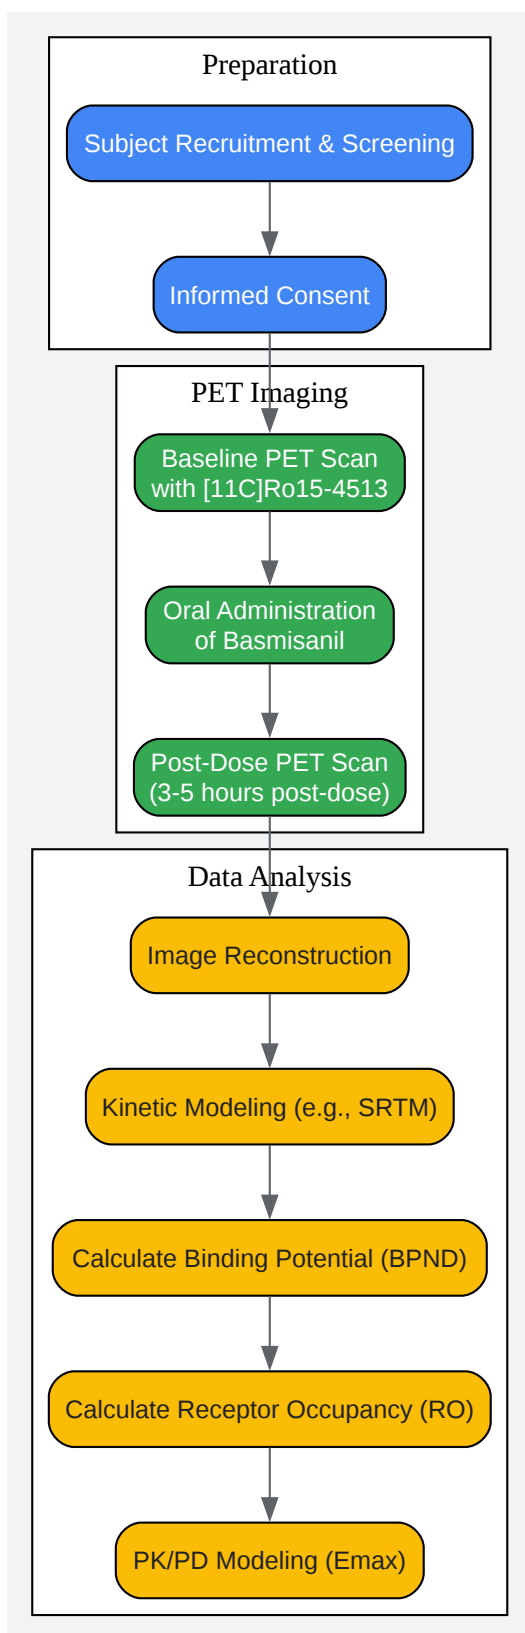 Preparation
Subject Recruitment & Screening
Informed Consent
PET Imaging
Baseline PET Scan
with [11C]Ro15-4513
Oral Administration
of Basmisanil
Post-Dose PET Scan
(3-5 hours post-dose)
Data Analysis
Image Reconstruction
Kinetic Modeling (e.g., SRTM)
Calculate Binding Potential (BPND)
Calculate Receptor Occupancy (RO)
PK/PD Modeling (Emax)